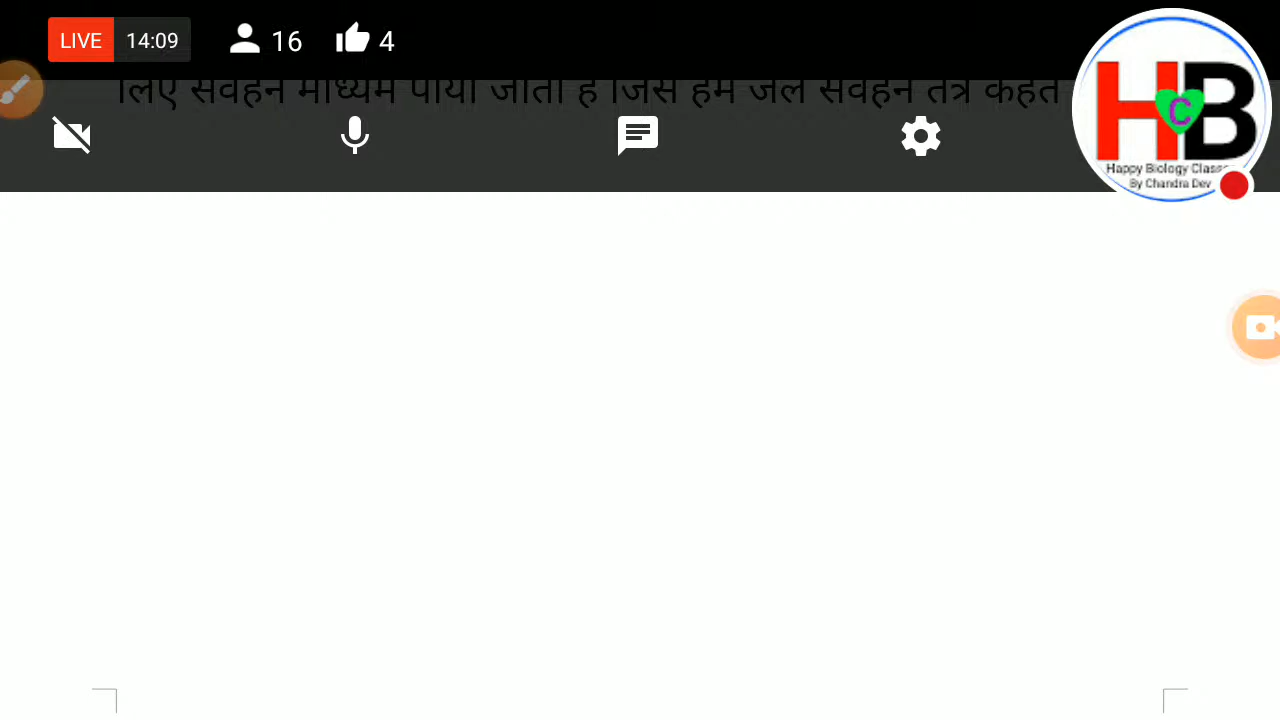 LIVE 14:09 16 4
लिए संवहन माध्यम पाया जाता है जिसे हम जल संवहन तंत्र कहते
HB
C
Happy Biology Classes
By Chandra Dev